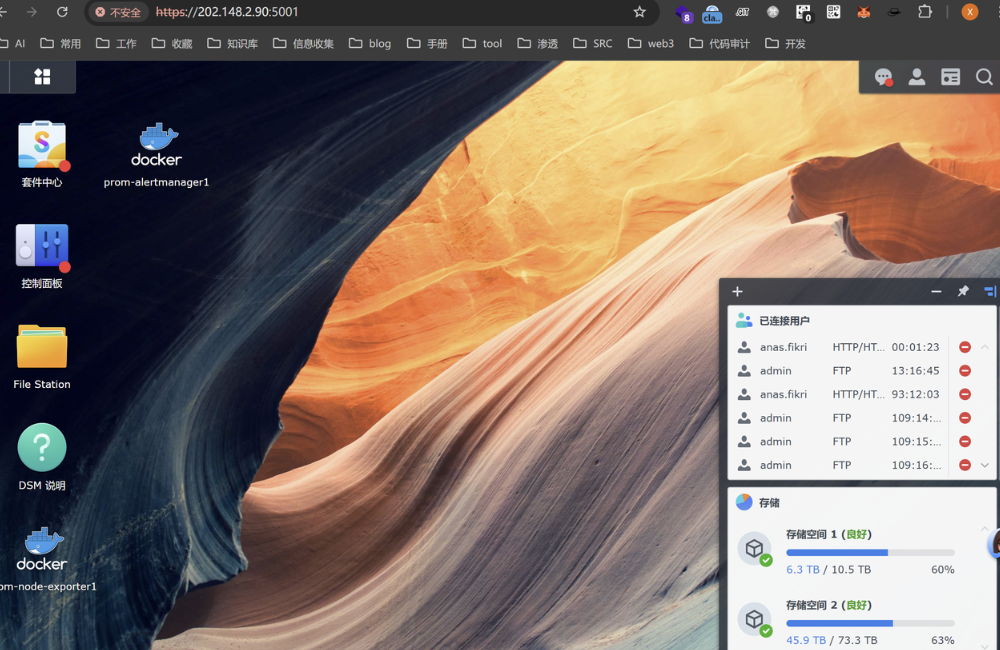 不安全 https://202.148.2.90:5001
8 cla.. 0 X
AI 常用 工作 收藏 知识库 信息收集 blog 手册 tool 渗透 SRC web3 代码审计 开发
套件中心
docker
prom-alertmanager1
控制面板
File Station
DSM 说明
docker
om-node-exporter1
已连接用户
anas.fikri HTTP/HT... 00:01:23
admin FTP 13:16:45
anas.fikri HTTP/HT... 93:12:03
admin FTP 109:14:...
admin FTP 109:15:...
admin FTP 109:16:...
存储
存储空间 1 (良好)
6.3 TB / 10.5 TB 60%
存储空间 2 (良好)
45.9 TB / 73.3 TB 63%